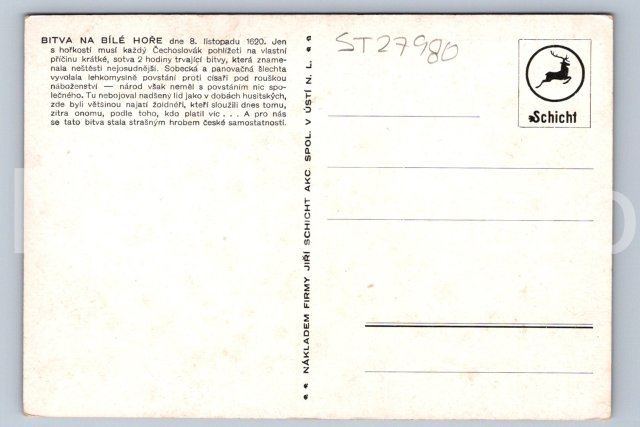 BITVA NA BÍLÉ HOŘE dne 8. listopadu 1620. Jen
s hořkostí musí každý Čechoslovák pohlížeti na vlastní
příčinu krátké, sotva 2 hodiny trvající bitvy, která zname-
nala neštěstí nejosudnější. Sobecká a panovačná šlechta
vyvolala lehkomyslně povstání proti císaři pod rouškou
náboženství — národ však neměl s povstáním nic spo-
lečného. Tu nebojoval nadšený lid jako v dobách husitských,
zde byli většinou najatí žoldnéři, kteří sloužili dnes tomu,
zítra onomu, podle toho, kdo platil víc . . . A pro nás
se tato bitva stala strašným hrobem české samostatnosti.
NÁKLADEM FIRMY JIŘÍ SCHICHT AKC. SPOL. V ÚSTÍ N. L.
ST27980
Schicht